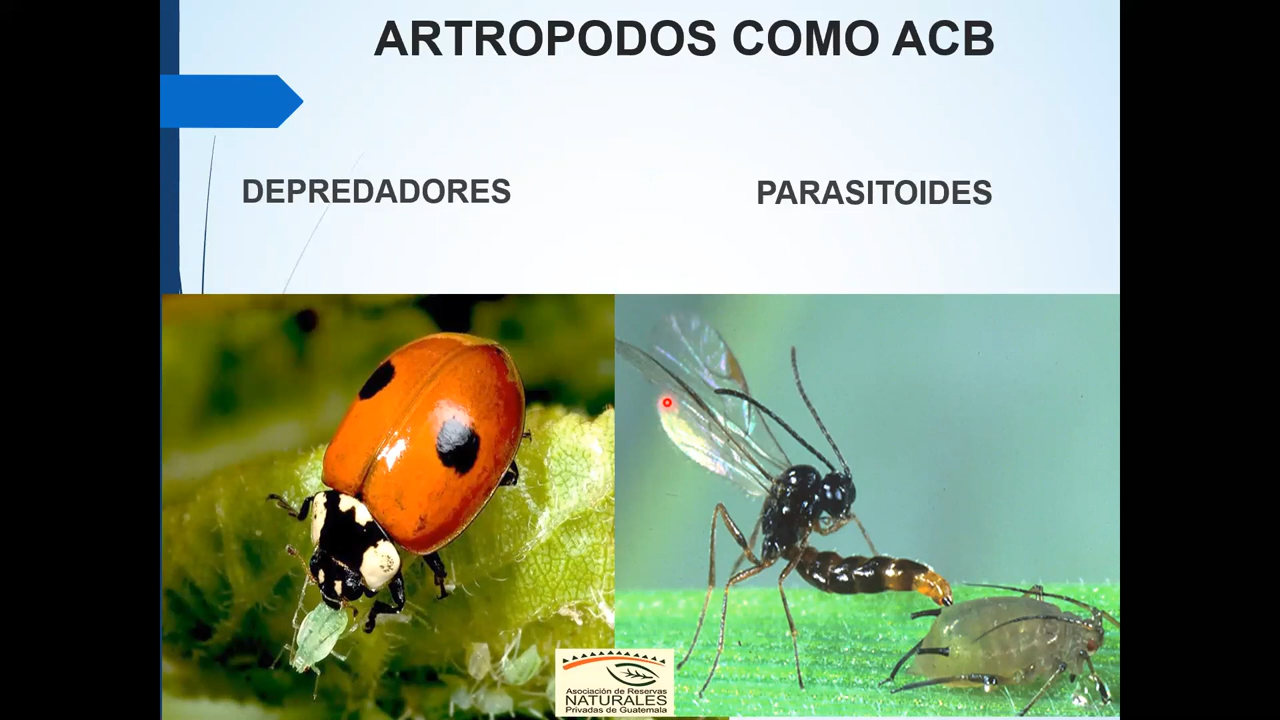 ARTROPODOS COMO ACB
DEPREDADORES
PARASITOIDES
Asociación de Reservas
NATURALES
Privadas de Guatemala